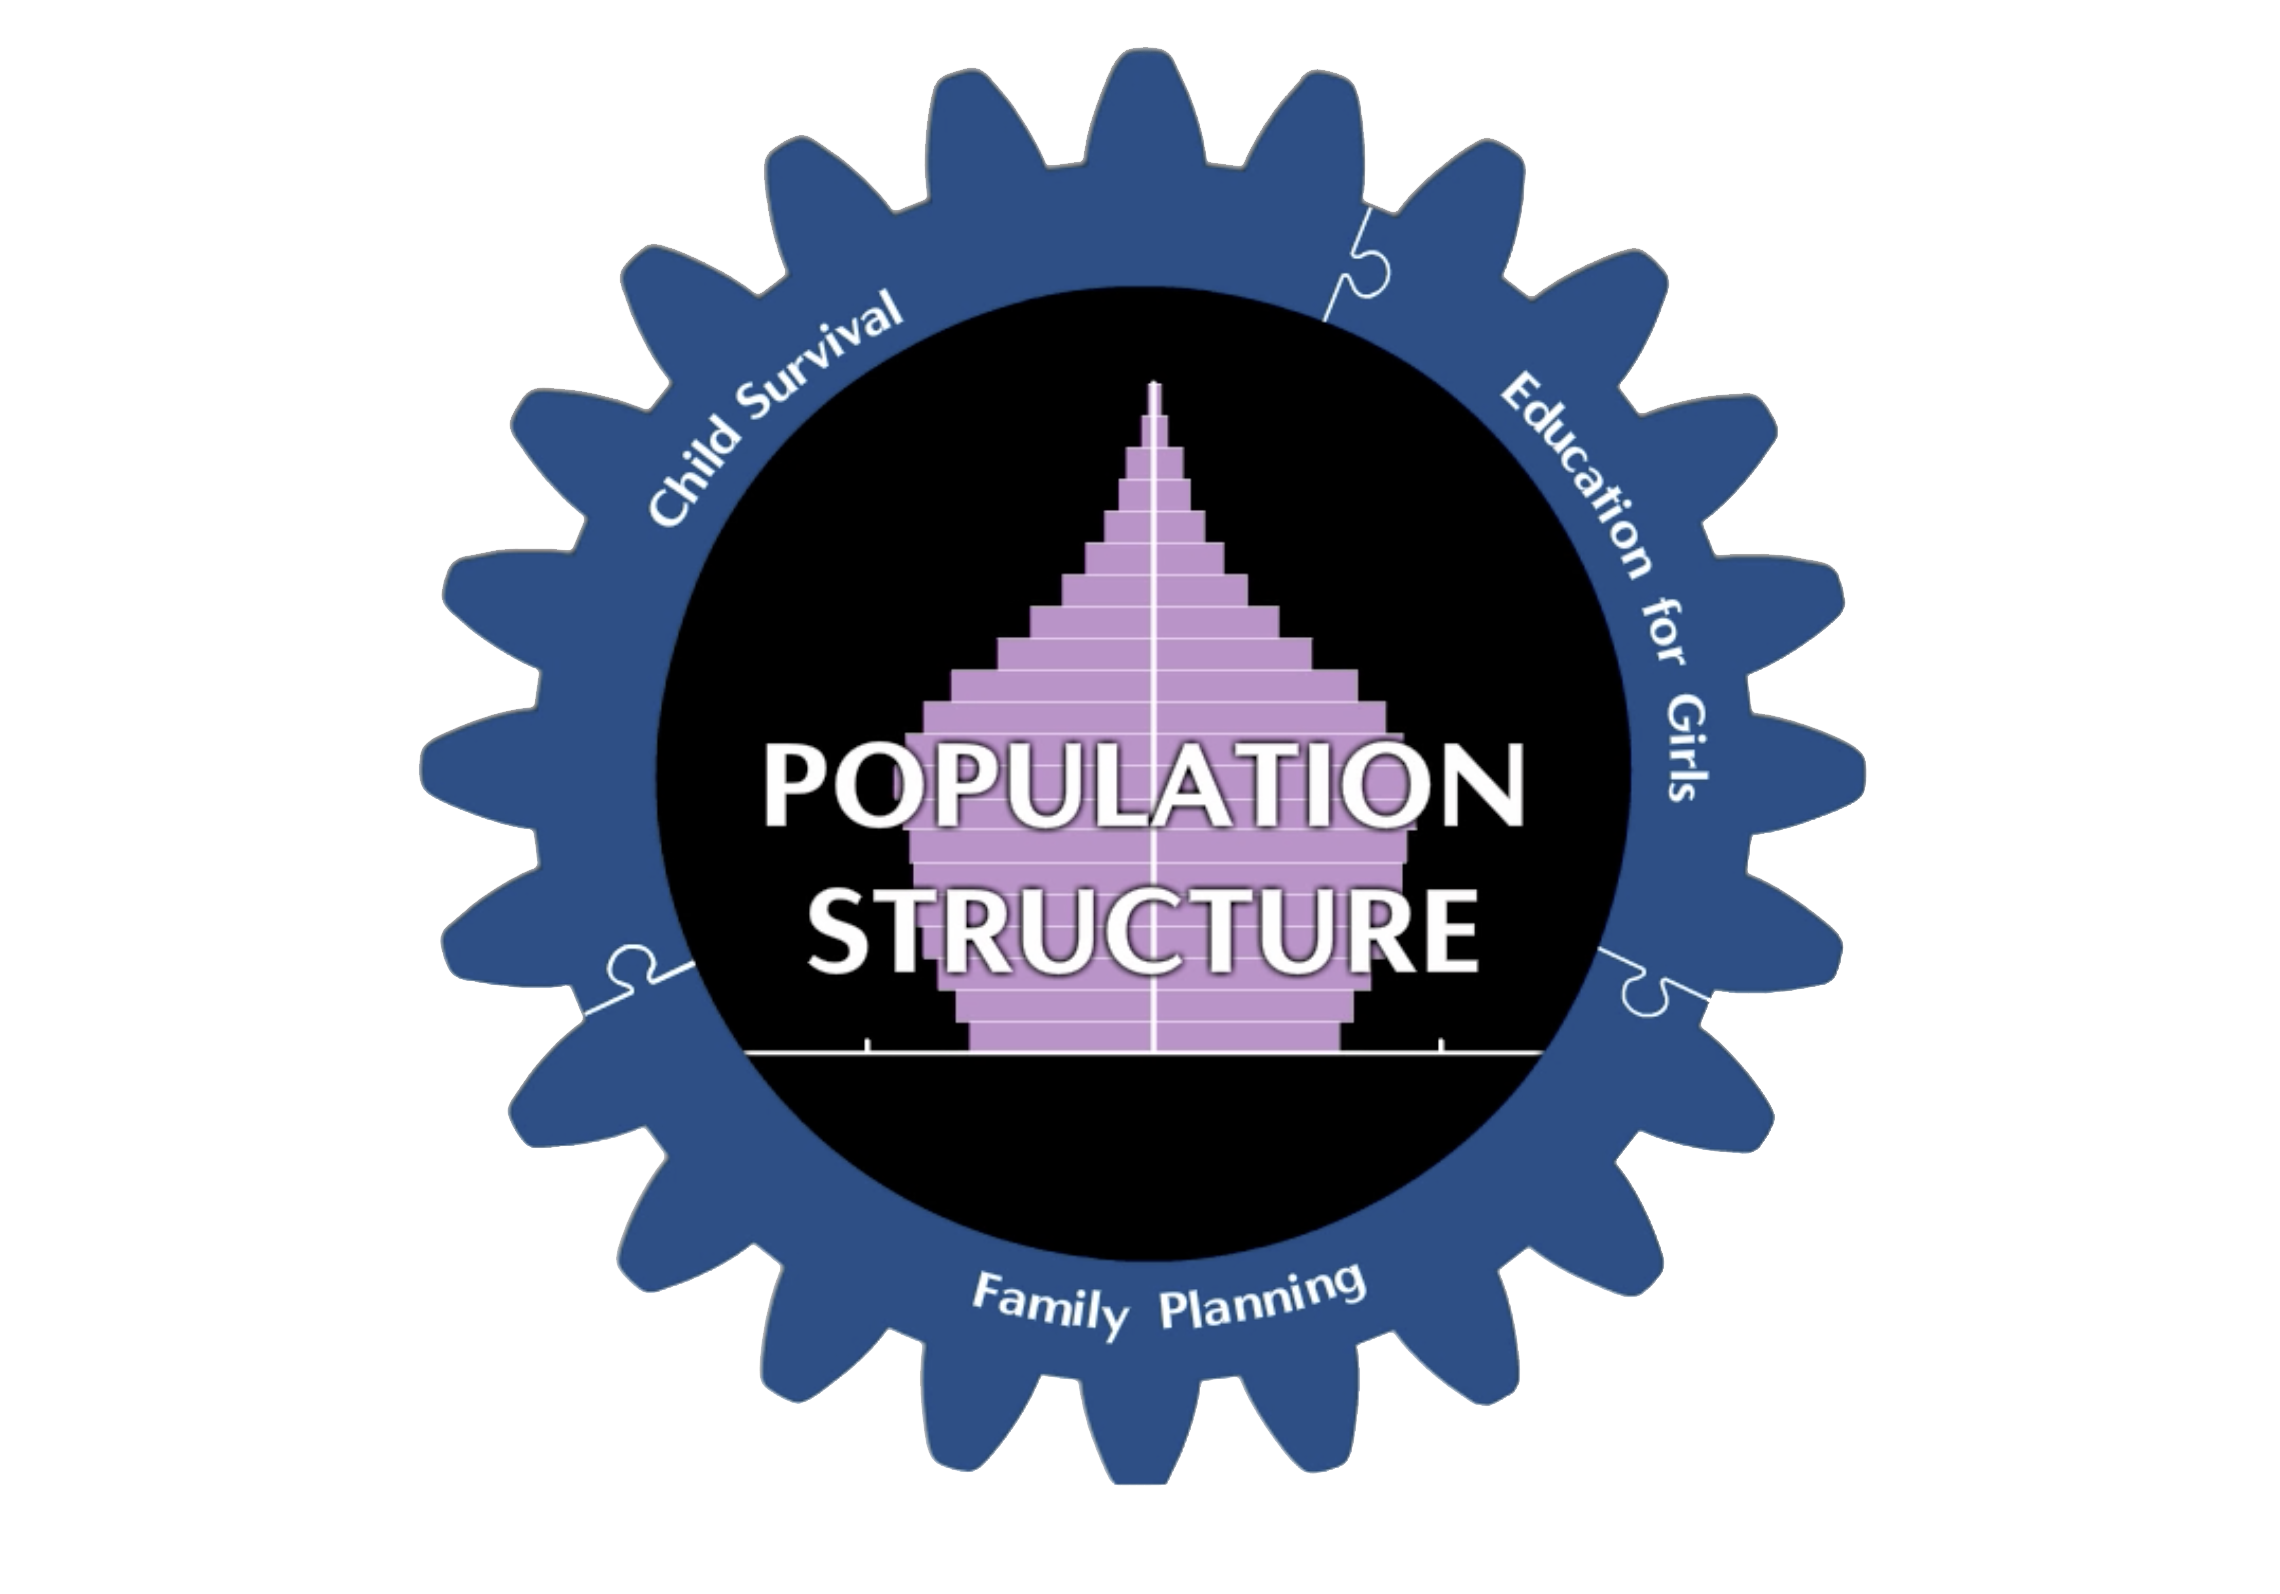 Child Survival
Education for Girls
POPULATION
STRUCTURE
Family Planning